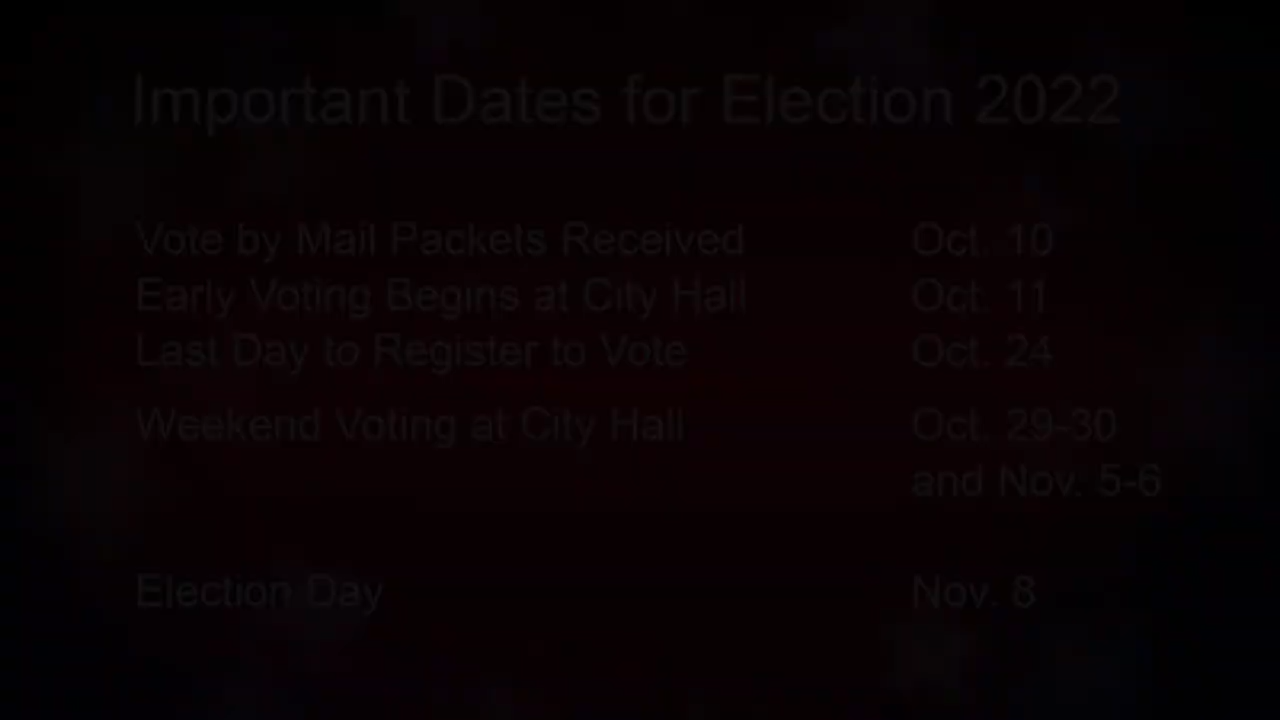 Important Dates for Election 2022
Vote by Mail Packets Received Oct. 10
Early Voting Begins at City Hall Oct. 11
Last Day to Register to Vote Oct. 24
Weekend Voting at City Hall Oct. 29-30
and Nov. 5-6
Election Day Nov. 8